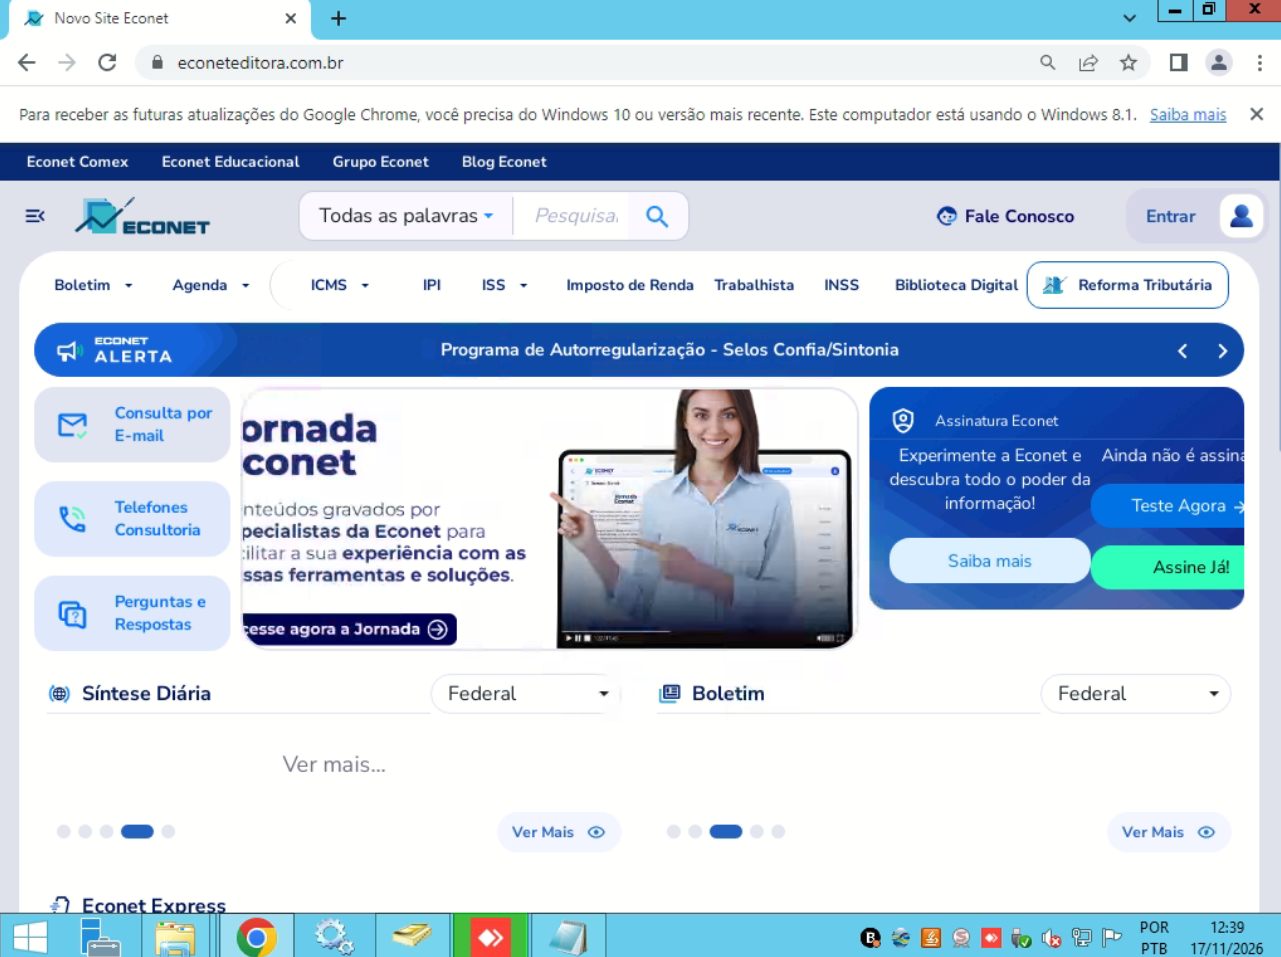 Novo Site Econet
econeteditora.com.br
Para receber as futuras atualizações do Google Chrome, você precisa do Windows 10 ou versão mais recente. Este computador está usando o Windows 8.1. Saiba mais
Econet Comex Econet Educacional Grupo Econet Blog Econet
ECONET
Todas as palavras
Pesquisar
Fale Conosco
Entrar
Boletim Agenda ICMS IPI ISS Imposto de Renda Trabalhista INSS Biblioteca Digital Reforma Tributária
ECONET
ALERTA
Programa de Autorregularização - Selos Confia/Sintonia
Consulta por
E-mail
Telefones
Consultoria
Perguntas e
Respostas
ornada
conet
nteúdos gravados por
pecialistas da Econet para
ilitar a sua experiência com as
ssas ferramentas e soluções.
cesse agora a Jornada
Assinatura Econet
Experimente a Econet e
descubra todo o poder da
informação!
Saiba mais
Ainda não é assina
Teste Agora
Assine Já!
Síntese Diária
Federal
Ver mais...
Ver Mais
Boletim
Federal
Ver Mais
Econet Express
POR
PTB
12:39
17/11/2026